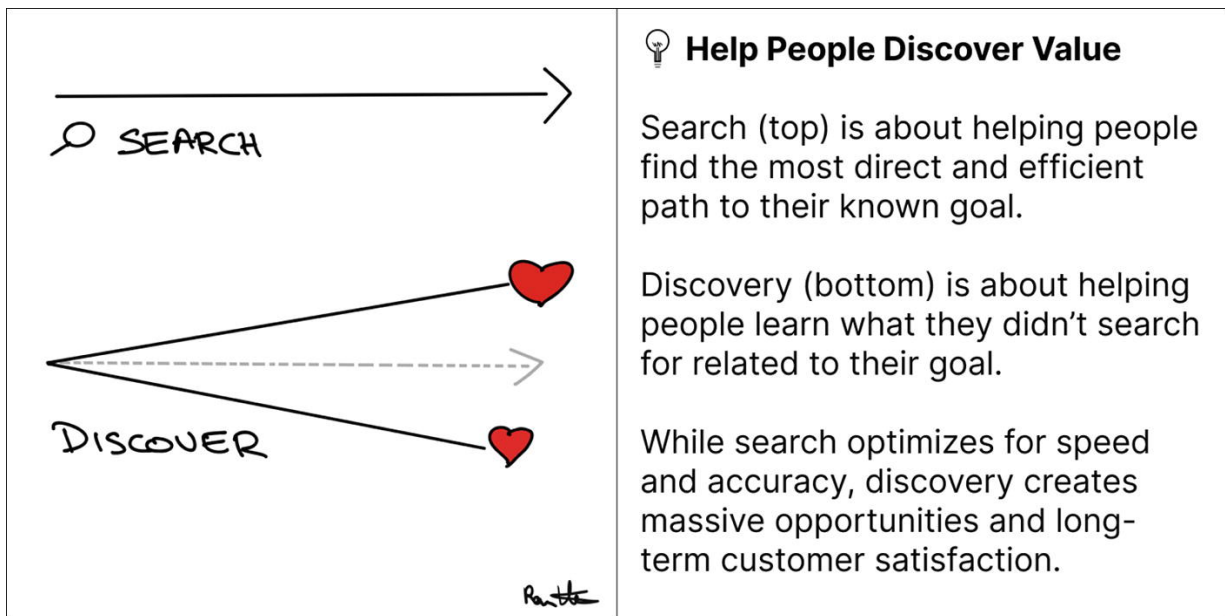 SEARCH
DISCOVER
Help People Discover Value
Search (top) is about helping people
find the most direct and efficient
path to their known goal.
Discovery (bottom) is about helping
people learn what they didn’t search
for related to their goal.
While search optimizes for speed
and accuracy, discovery creates
massive opportunities and long-
term customer satisfaction.